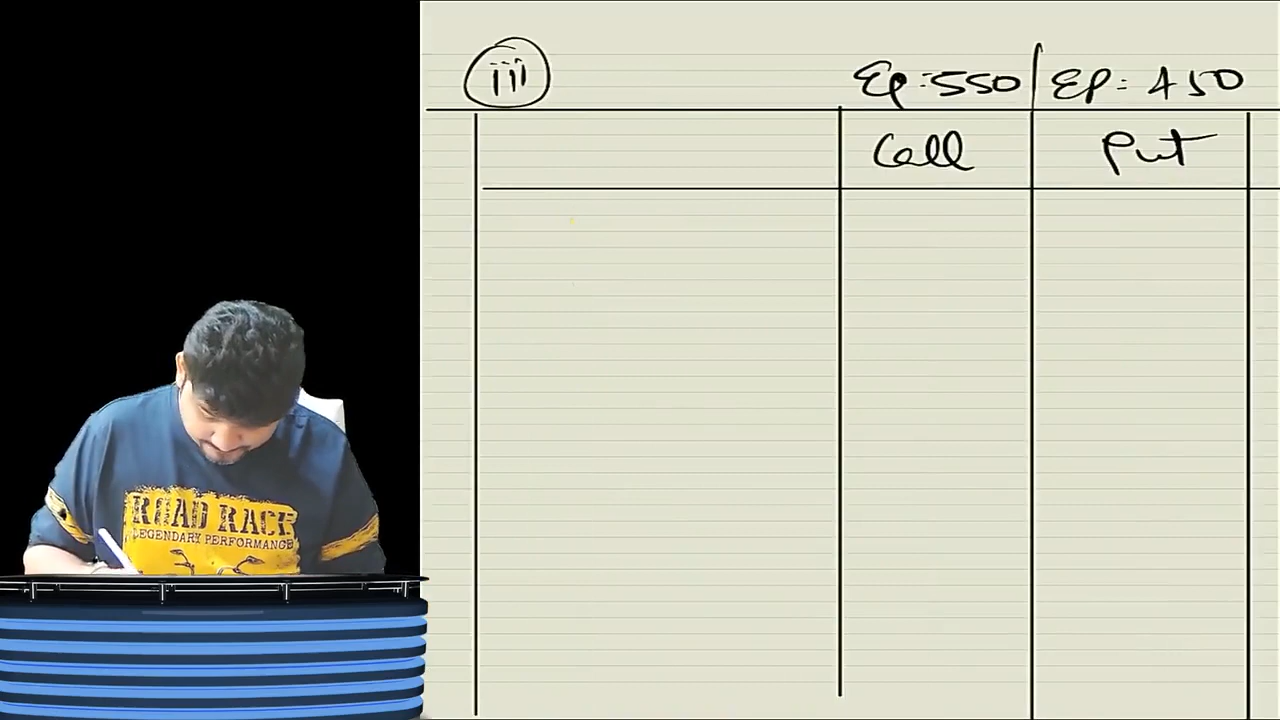 iii
Ep:550 | EP: 450
Call Put
ROAD RACE
LEGENDARY PERFORMANCE